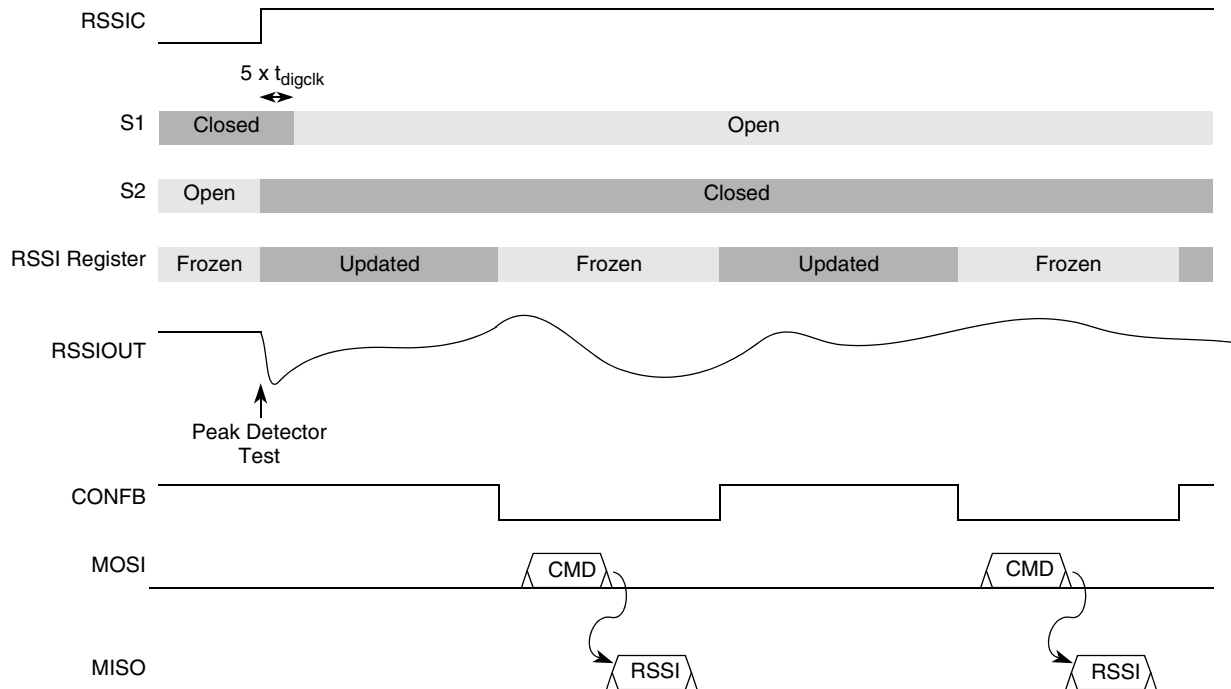 RSSIC
5 x tdigclk
S1 Closed Open
S2 Open Closed
RSSI Register Frozen Updated Frozen Updated Frozen
RSSIOUT
Peak Detector
Test
CONFB
MOSI CMD CMD
MISO RSSI RSSI